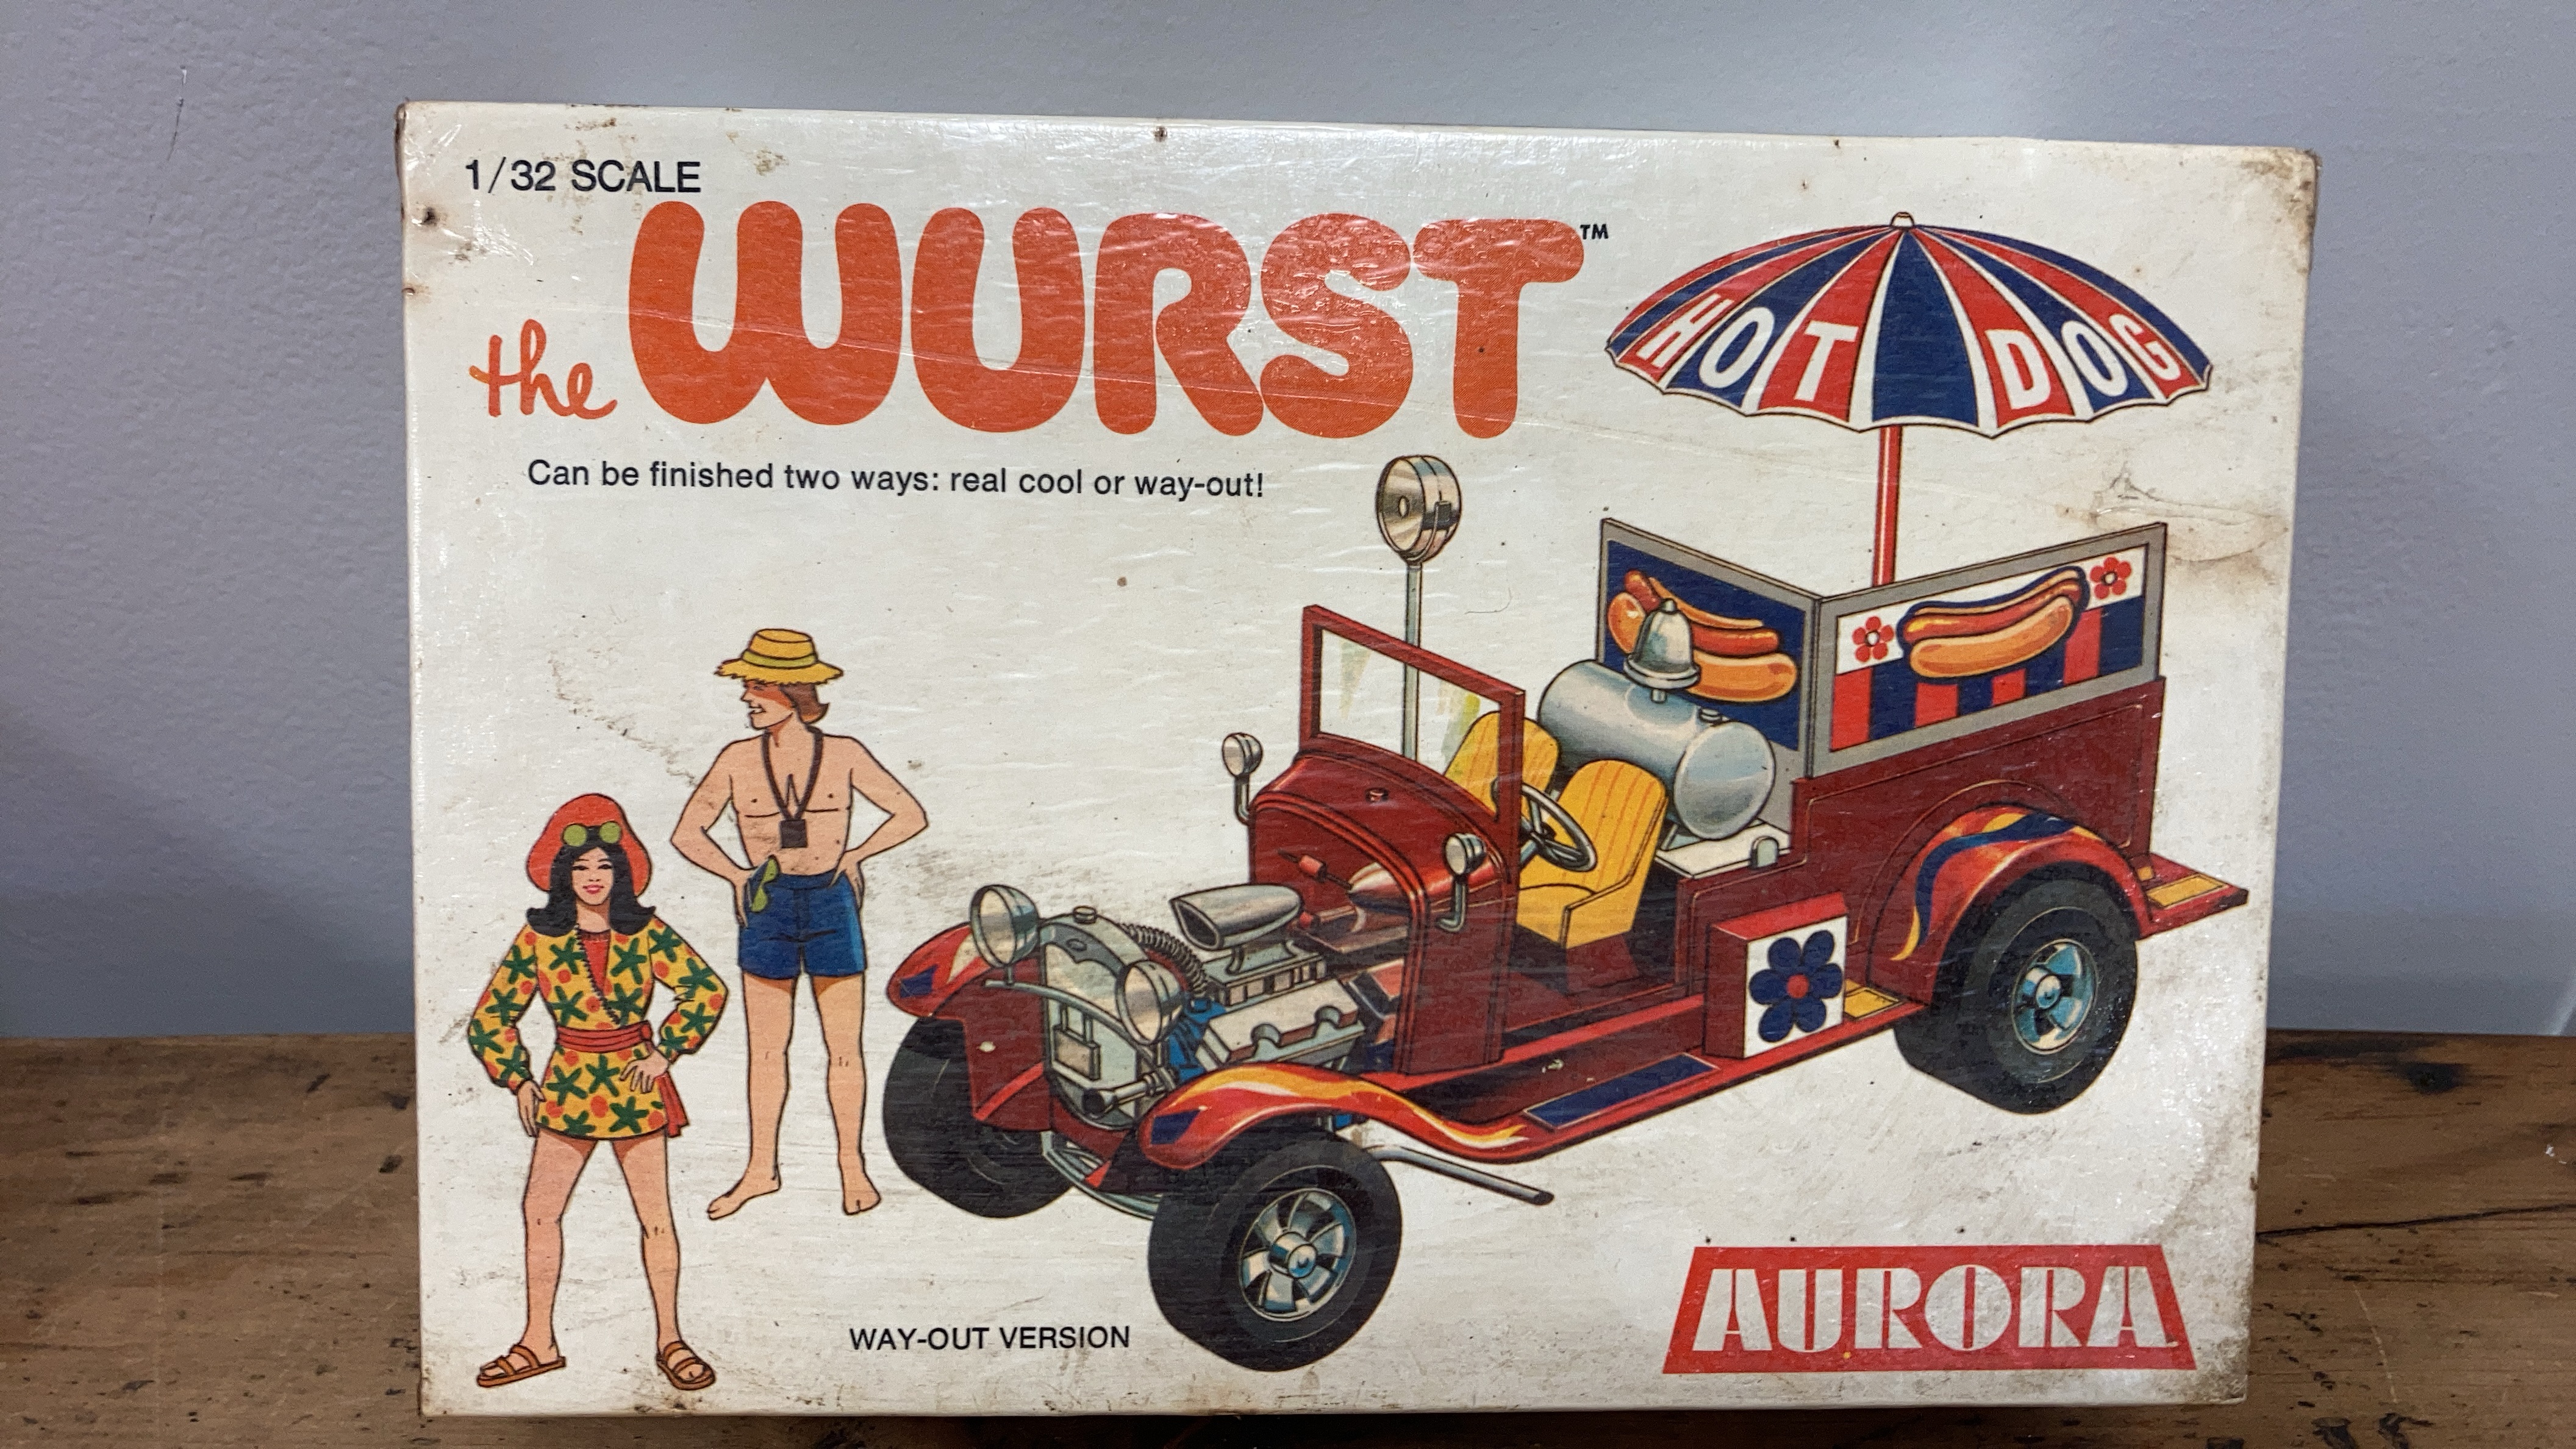 1/32 SCALE
the WURST™
HOT DOG
Can be finished two ways: real cool or way-out!
WAY-OUT VERSION
AURORA